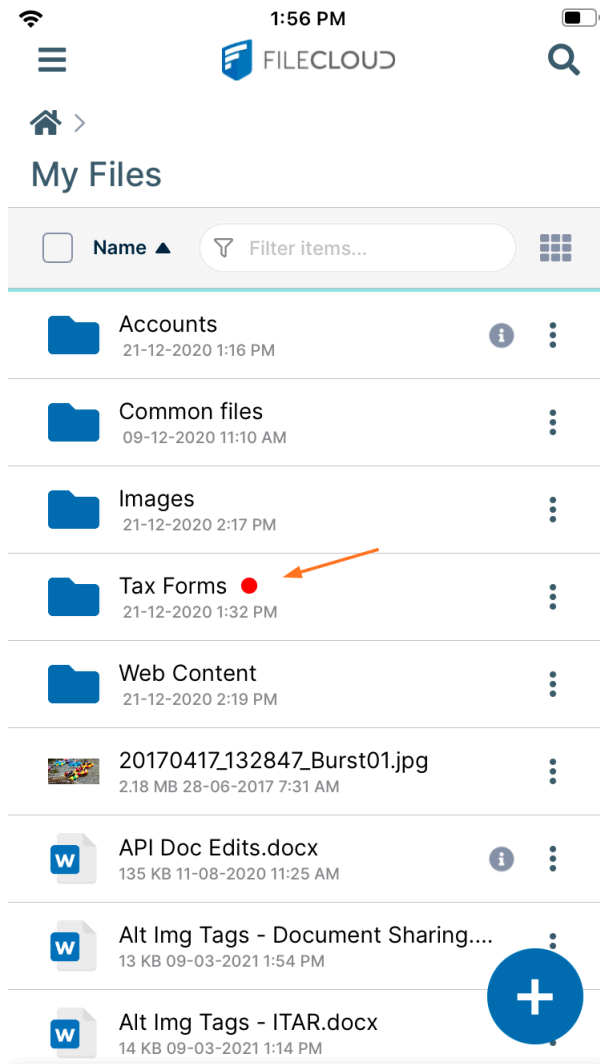 1:56 PM
FILECLOUD
My Files
Name Filter items...
Accounts
21-12-2020 1:16 PM
Common files
09-12-2020 11:10 AM
Images
21-12-2020 2:17 PM
Tax Forms
21-12-2020 1:32 PM
Web Content
21-12-2020 2:19 PM
20170417_132847_Burst01.jpg
2.18 MB 28-06-2017 7:31 AM
API Doc Edits.docx
135 KB 11-08-2020 11:25 AM
Alt Img Tags - Document Sharing....
13 KB 09-03-2021 1:54 PM
Alt Img Tags - ITAR.docx
14 KB 09-03-2021 1:14 PM